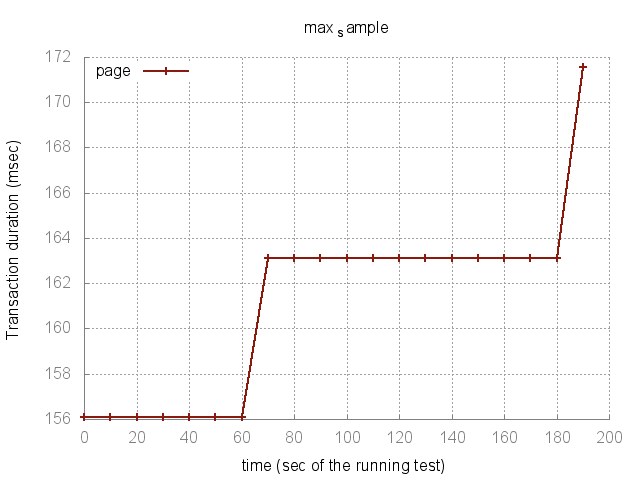 max s ample
page
172
170
168
166
164
162
160
158
156
Transaction duration (msec)
0 20 40 60 80 100 120 140 160 180 200
time (sec of the running test)